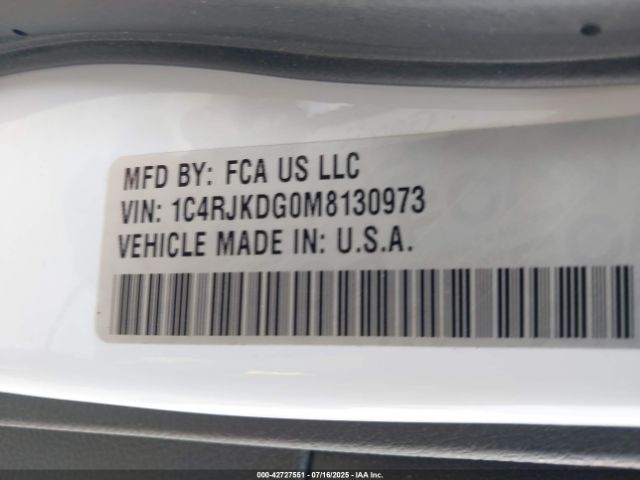 MFD BY: FCA US LLC
VIN: 1C4RJKDG0M8130973
VEHICLE MADE IN: U.S.A.
000-42727551 - 07/16/2025 - IAA Inc.